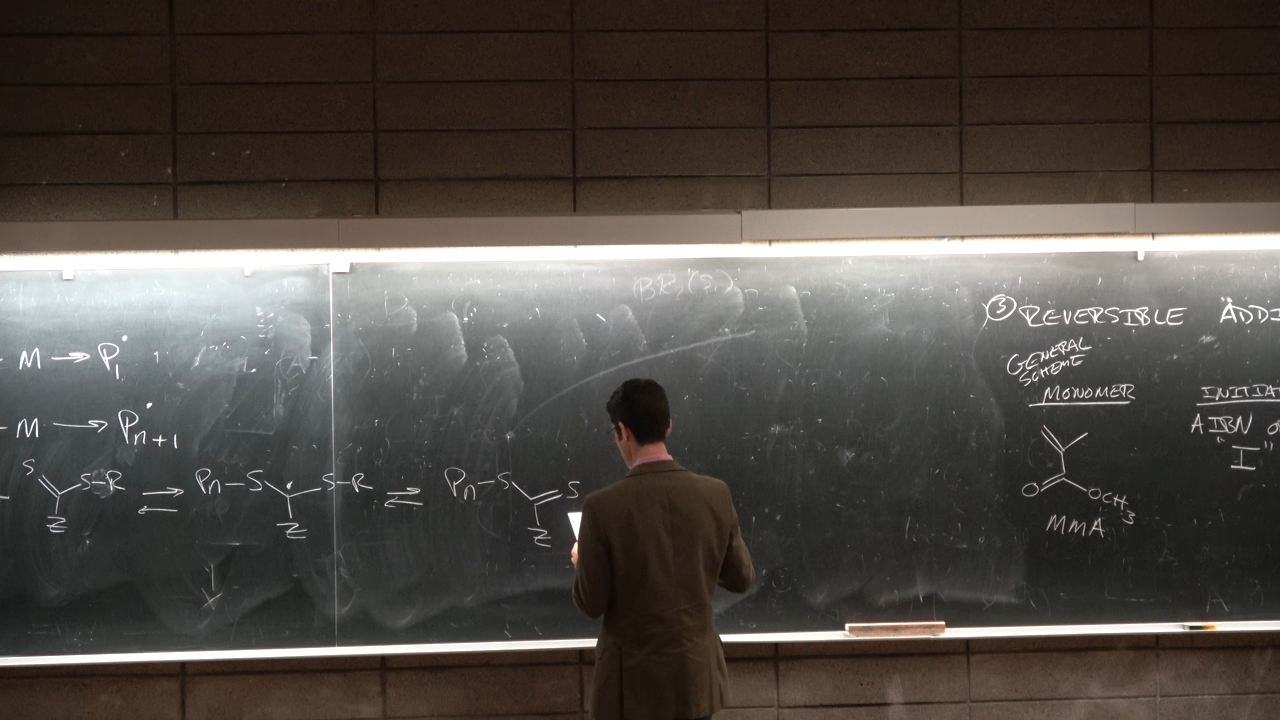 M → P₁•
M → Pn+1•
S S-R ⇌ Pn-S • S-R ⇌ Pn-S S
Z Z Z
③ REVERSIBLE ADDI
GENERAL
SCHEME
MONOMER
O OCH3
MMA
INITIA
AIBN o
"I"